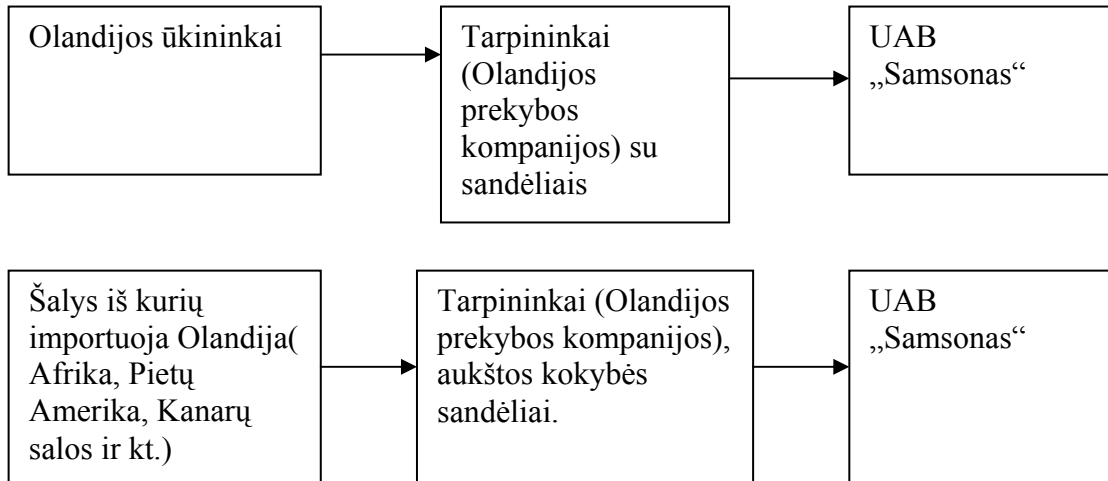 Olandijos ūkininkai
Tarpininkai
(Olandijos
prekybos
kompanijos) su
sandėliais
UAB
„Samsonas“
Šalys iš kurių
importuoja Olandija(
Afrika, Pietų
Amerika, Kanarų
salos ir kt.)
Tarpininkai (Olandijos
prekybos kompanijos),
aukštos kokybės
sandėliai.
UAB
„Samsonas“